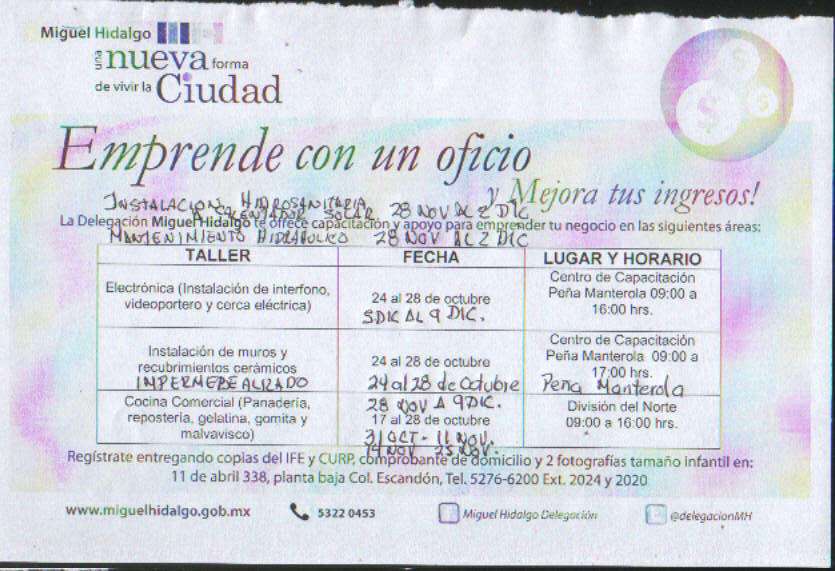 Miguel Hidalgo
una nueva forma
de vivir la Ciudad
Emprende con un oficio
y Mejora tus ingresos!
INSTALACION HIDROSANITARIA
CALENTADOR SOLAR 28 NOV AL 2 DIC
La Delegación Miguel Hidalgo te ofrece capacitación y apoyo para emprender tu negocio en las siguientes áreas:
MANTENIMIENTO HIDRAHULICO 28 NOV AL 2 DIC
TALLER FECHA LUGAR Y HORARIO
Electrónica (Instalación de interfono, videoportero y cerca eléctrica)
24 al 28 de octubre
5DIC AL 9 DIC.
Centro de Capacitación
Peña Manterola 09:00 a
16:00 hrs.
Instalación de muros y
recubrimientos cerámicos
IMPERMEBEALIZADO
24 al 28 de octubre
24 al 28 de Octubre
Centro de Capacitación
Peña Manterola 09:00 a
17:00 hrs.
Peña Manterola
Cocina Comercial (Panadería,
repostería, gelatina, gomita y
malvavisco)
28 NOV A 9 DIC.
17 al 28 de octubre
31 OCT - 11 NOV.
14 NOV 25 NOV.
División del Norte
09:00 a 16:00 hrs.
Regístrate entregando copias del IFE y CURP, comprobante de domicilio y 2 fotografías tamaño infantil en:
11 de abril 338, planta baja Col. Escandón, Tel. 5276-6200 Ext. 2024 y 2020
www.miguelhidalgo.gob.mx 5322 0453 Miguel Hidalgo Delegación @delegacionMH